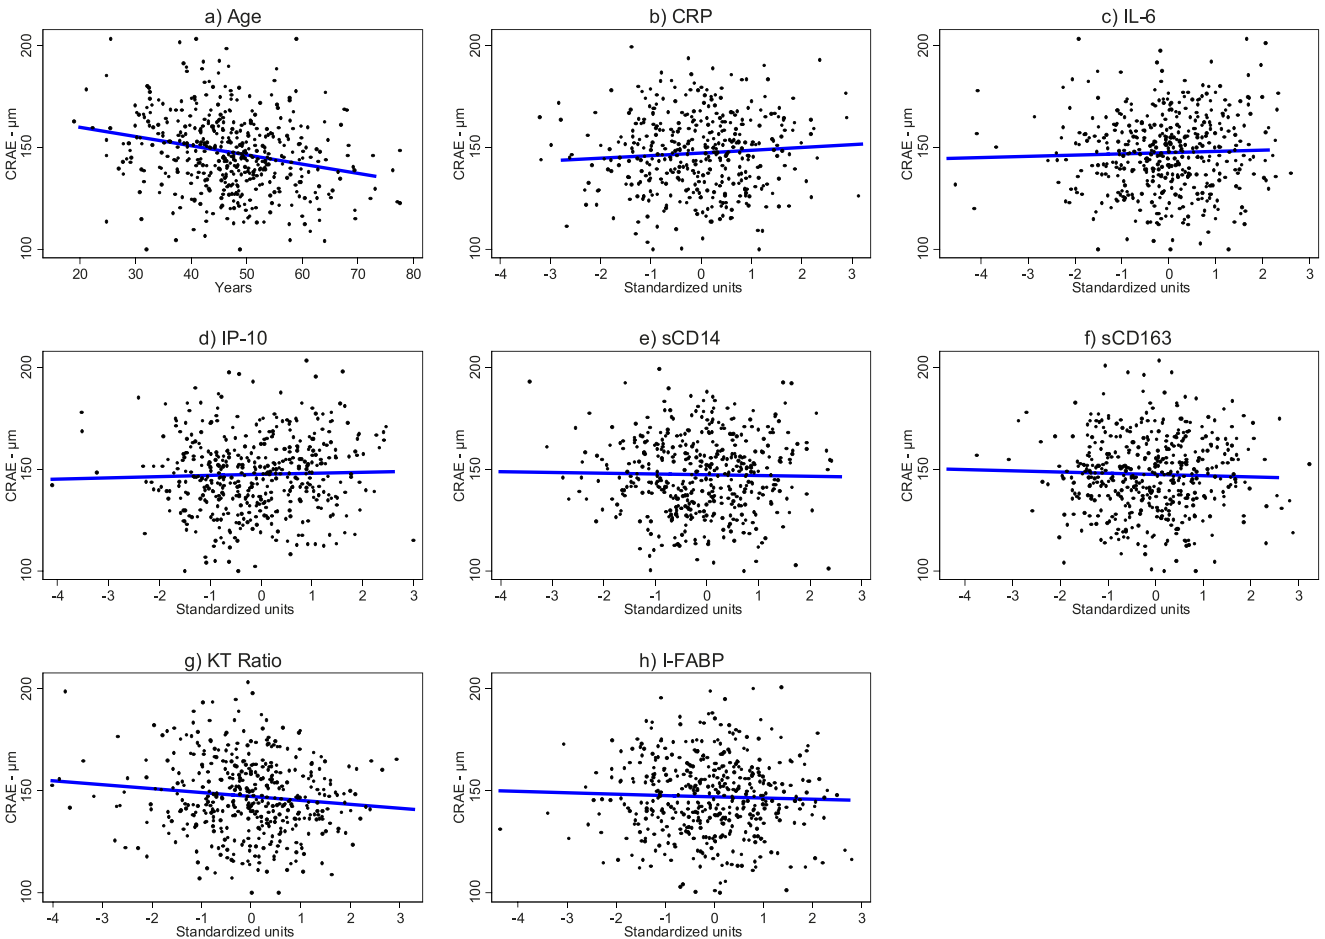 a) Age
b) CRP
c) IL-6
CRAE - µm
200
150
100
20 30 40 50 60 70 80
Years
CRAE - µm
200
150
100
-4 -3 -2 -1 0 1 2 3
Standardized units
CRAE - µm
200
150
100
-4 -3 -2 -1 0 1 2 3
Standardized units
d) IP-10
e) sCD14
f) sCD163
CRAE - µm
200
150
100
-4 -3 -2 -1 0 1 2 3
Standardized units
CRAE - µm
200
150
100
-4 -3 -2 -1 0 1 2 3
Standardized units
CRAE - µm
200
150
100
-4 -3 -2 -1 0 1 2 3
Standardized units
g) KT Ratio
h) I-FABP
CRAE - µm
200
150
100
-4 -3 -2 -1 0 1 2 3
Standardized units
CRAE - µm
200
150
100
-4 -3 -2 -1 0 1 2 3
Standardized units